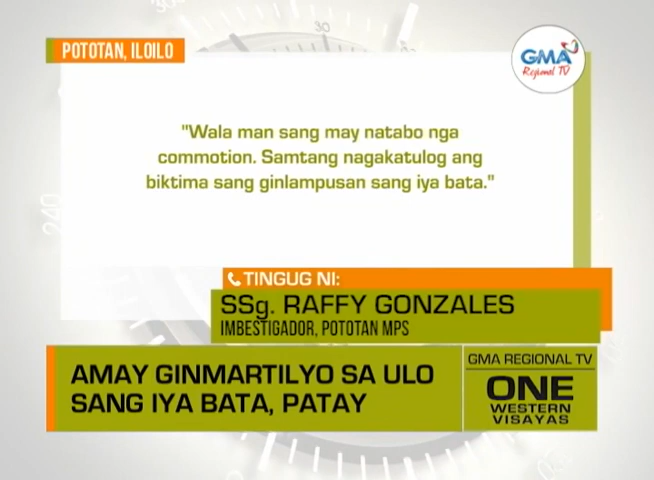 POTOTAN, ILOILO
GMA
Regional TV
30
"Wala man sang may natabo nga
commotion. Samtang nagakatulog ang
biktima sang ginlampusan sang iya bata."
240
TINGUG NI:
SSg. RAFFY GONZALES
IMBESTIGADOR, POTOTAN MPS
AMAY GINMARTILYO SA ULO
SANG IYA BATA, PATAY
GMA REGIONAL TV
ONE
WESTERN
VISAYAS